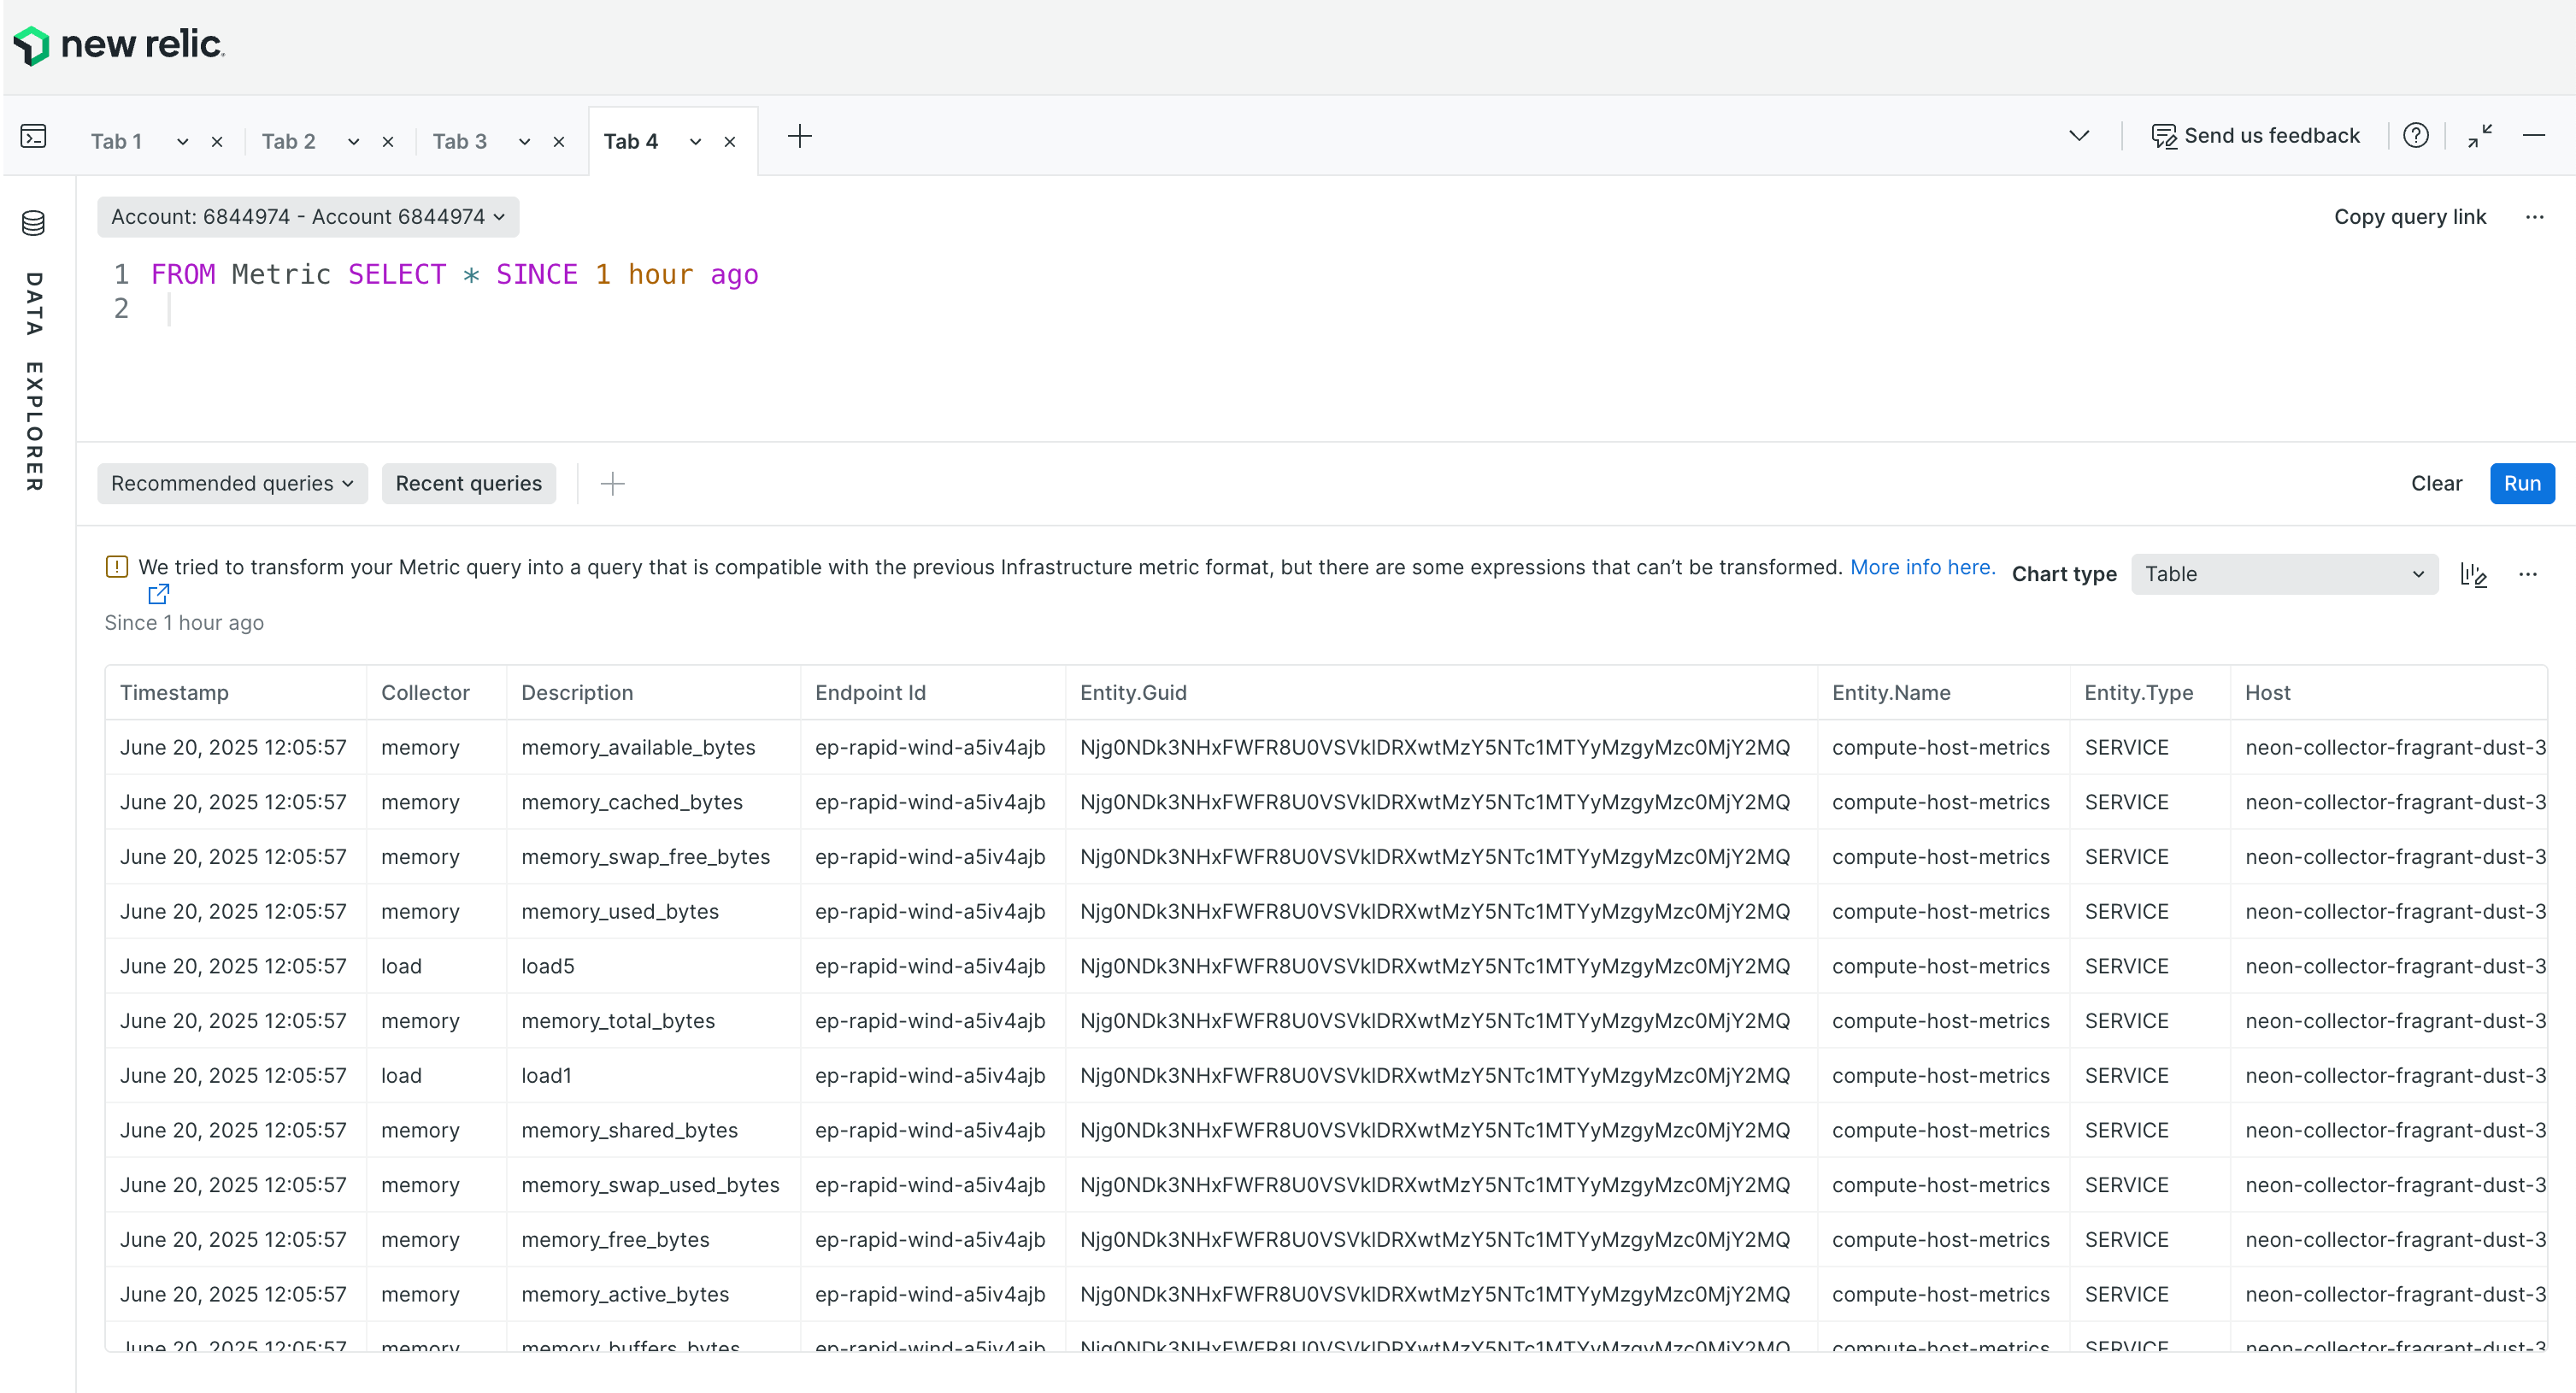 new relic
Tab 1 Tab 2 Tab 3 Tab 4 Send us feedback
Account: 6844974 - Account 6844974 Copy query link
1 FROM Metric SELECT * SINCE 1 hour ago
2
DATA EXPLORER
Recommended queries Recent queries Clear Run
We tried to transform your Metric query into a query that is compatible with the previous Infrastructure metric format, but there are some expressions that can’t be transformed. More info here. Chart type Table
Since 1 hour ago
Timestamp Collector Description Endpoint Id Entity.Guid Entity.Name Entity.Type Host
June 20, 2025 12:05:57 memory memory_available_bytes ep-rapid-wind-a5iv4ajb Njg0NDk3NHxFWFR8U0VSVklDRXwtMzY5NTc1MTYyMzgyMzc0MjY2MQ compute-host-metrics SERVICE neon-collector-fragrant-dust-3
June 20, 2025 12:05:57 memory memory_cached_bytes ep-rapid-wind-a5iv4ajb Njg0NDk3NHxFWFR8U0VSVklDRXwtMzY5NTc1MTYyMzgyMzc0MjY2MQ compute-host-metrics SERVICE neon-collector-fragrant-dust-3
June 20, 2025 12:05:57 memory memory_swap_free_bytes ep-rapid-wind-a5iv4ajb Njg0NDk3NHxFWFR8U0VSVklDRXwtMzY5NTc1MTYyMzgyMzc0MjY2MQ compute-host-metrics SERVICE neon-collector-fragrant-dust-3
June 20, 2025 12:05:57 memory memory_used_bytes ep-rapid-wind-a5iv4ajb Njg0NDk3NHxFWFR8U0VSVklDRXwtMzY5NTc1MTYyMzgyMzc0MjY2MQ compute-host-metrics SERVICE neon-collector-fragrant-dust-3
June 20, 2025 12:05:57 load load5 ep-rapid-wind-a5iv4ajb Njg0NDk3NHxFWFR8U0VSVklDRXwtMzY5NTc1MTYyMzgyMzc0MjY2MQ compute-host-metrics SERVICE neon-collector-fragrant-dust-3
June 20, 2025 12:05:57 memory memory_total_bytes ep-rapid-wind-a5iv4ajb Njg0NDk3NHxFWFR8U0VSVklDRXwtMzY5NTc1MTYyMzgyMzc0MjY2MQ compute-host-metrics SERVICE neon-collector-fragrant-dust-3
June 20, 2025 12:05:57 load load1 ep-rapid-wind-a5iv4ajb Njg0NDk3NHxFWFR8U0VSVklDRXwtMzY5NTc1MTYyMzgyMzc0MjY2MQ compute-host-metrics SERVICE neon-collector-fragrant-dust-3
June 20, 2025 12:05:57 memory memory_shared_bytes ep-rapid-wind-a5iv4ajb Njg0NDk3NHxFWFR8U0VSVklDRXwtMzY5NTc1MTYyMzgyMzc0MjY2MQ compute-host-metrics SERVICE neon-collector-fragrant-dust-3
June 20, 2025 12:05:57 memory memory_swap_used_bytes ep-rapid-wind-a5iv4ajb Njg0NDk3NHxFWFR8U0VSVklDRXwtMzY5NTc1MTYyMzgyMzc0MjY2MQ compute-host-metrics SERVICE neon-collector-fragrant-dust-3
June 20, 2025 12:05:57 memory memory_free_bytes ep-rapid-wind-a5iv4ajb Njg0NDk3NHxFWFR8U0VSVklDRXwtMzY5NTc1MTYyMzgyMzc0MjY2MQ compute-host-metrics SERVICE neon-collector-fragrant-dust-3
June 20, 2025 12:05:57 memory memory_active_bytes ep-rapid-wind-a5iv4ajb Njg0NDk3NHxFWFR8U0VSVklDRXwtMzY5NTc1MTYyMzgyMzc0MjY2MQ compute-host-metrics SERVICE neon-collector-fragrant-dust-3
June 20, 2025 12:05:57 memory memory_buffers_bytes ep-rapid-wind-a5iv4ajb Njg0NDk3NHxFWFR8U0VSVklDRXwtMzY5NTc1MTYyMzgyMzc0MjY2MQ compute-host-metrics SERVICE neon-collector-fragrant-dust-3